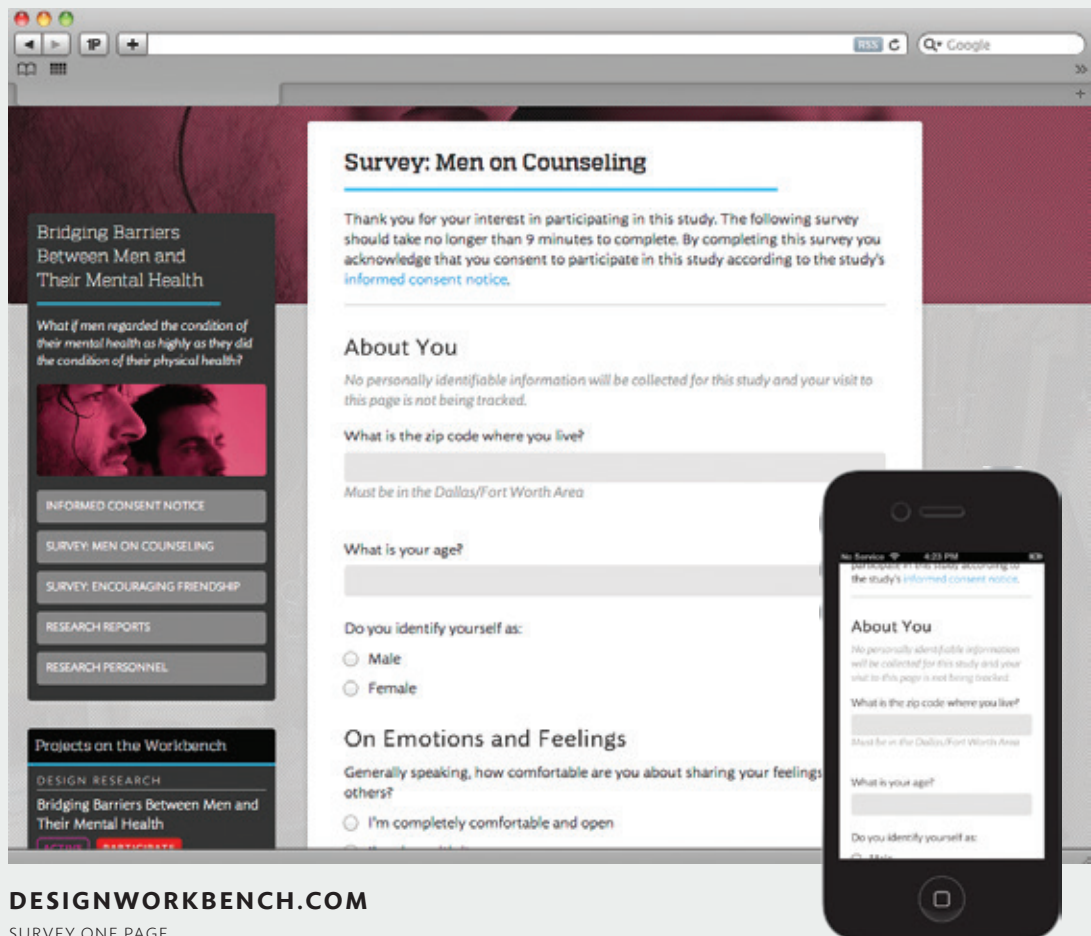 1P
RSS
Google
Bridging Barriers
Between Men and
Their Mental Health
What if men regarded the condition of
their mental health as highly as they did
the condition of their physical health?
INFORMED CONSENT NOTICE
SURVEY: MEN ON COUNSELING
SURVEY: ENCOURAGING FRIENDSHIP
RESEARCH REPORTS
RESEARCH PERSONNEL
Projects on the Workbench
DESIGN RESEARCH
Bridging Barriers Between Men and
Their Mental Health
ACTIVE PARTICIPATE
Survey: Men on Counseling
Thank you for your interest in participating in this study. The following survey
should take no longer than 9 minutes to complete. By completing this survey you
acknowledge that you consent to participate in this study according to the study's
informed consent notice.
About You
No personally identifiable information will be collected for this study and your visit to
this page is not being tracked.
What is the zip code where you live?
Must be in the Dallas/Fort Worth Area
What is your age?
Do you identify yourself as:
Male
Female
On Emotions and Feelings
Generally speaking, how comfortable are you about sharing your feelings
others?
I'm completely comfortable and open
No Service 4:23 PM
participate in this study according to
the study's informed consent notice.
About You
No personally identifiable information
will be collected for this study and your
visit to this page is not being tracked.
What is the zip code where you live?
Must be in the Dallas/Fort Worth Area
What is your age?
Do you identify yourself as:
Male
DESIGNWORKBENCH.COM
SURVEY ONE PAGE